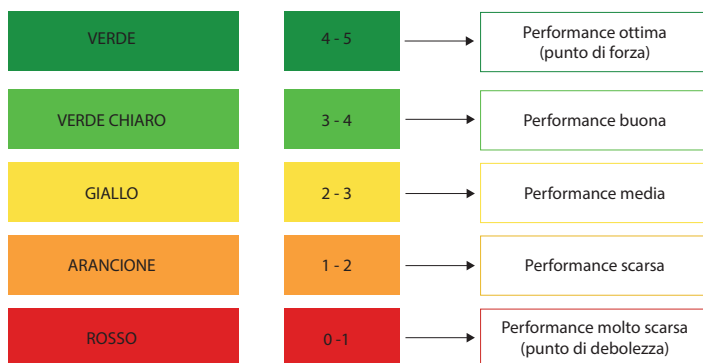 VERDE
4 - 5
Performance ottima
(punto di forza)
VERDE CHIARO
3 - 4
Performance buona
GIALLO
2 - 3
Performance media
ARANCIONE
1 - 2
Performance scarsa
ROSSO
0 -1
Performance molto scarsa
(punto di debolezza)